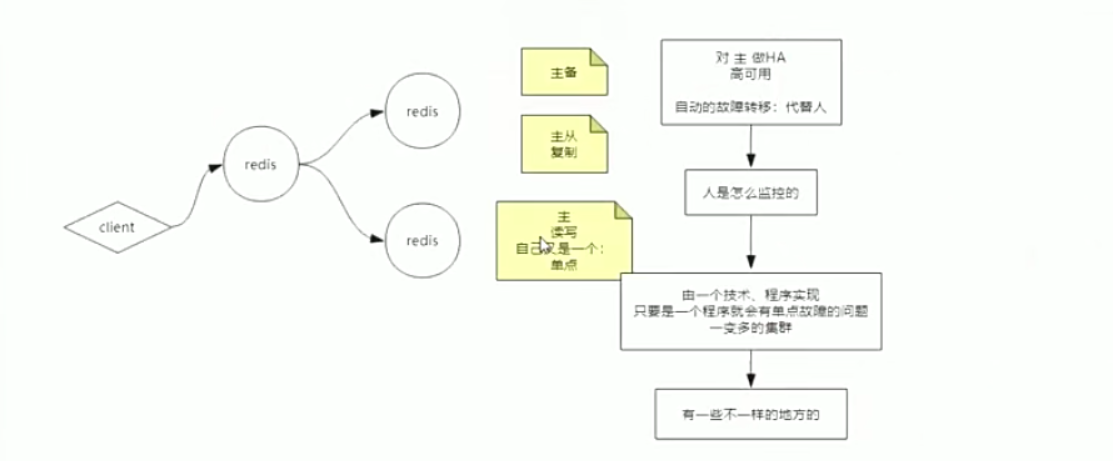 client
redis
redis
redis
主备
主从
复制
主
读写
自己又是一个：
单点
对 主 做HA
高可用
自动的故障转移：代替人
人是怎么监控的
由一个技术、程序实现
只要是一个程序就会有单点故障的问题
一变多的集群
有一些不一样的地方的